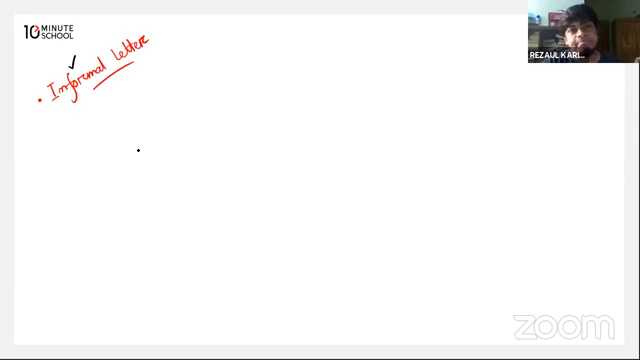 10 MINUTE
SCHOOL
REZAUL KARI...
• Informal Letter
zoom